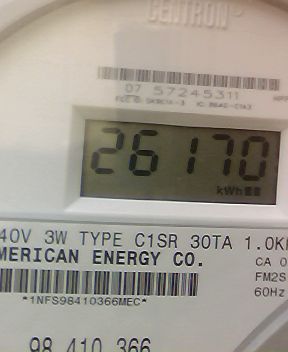 CENTRON®
07 57245311
26170
kWh
40V 3W TYPE C1SR 30TA 1.0K
MERICAN ENERGY CO.
CA 0
FM2S
60Hz
*1NFS98410366MEC*
98 410 366